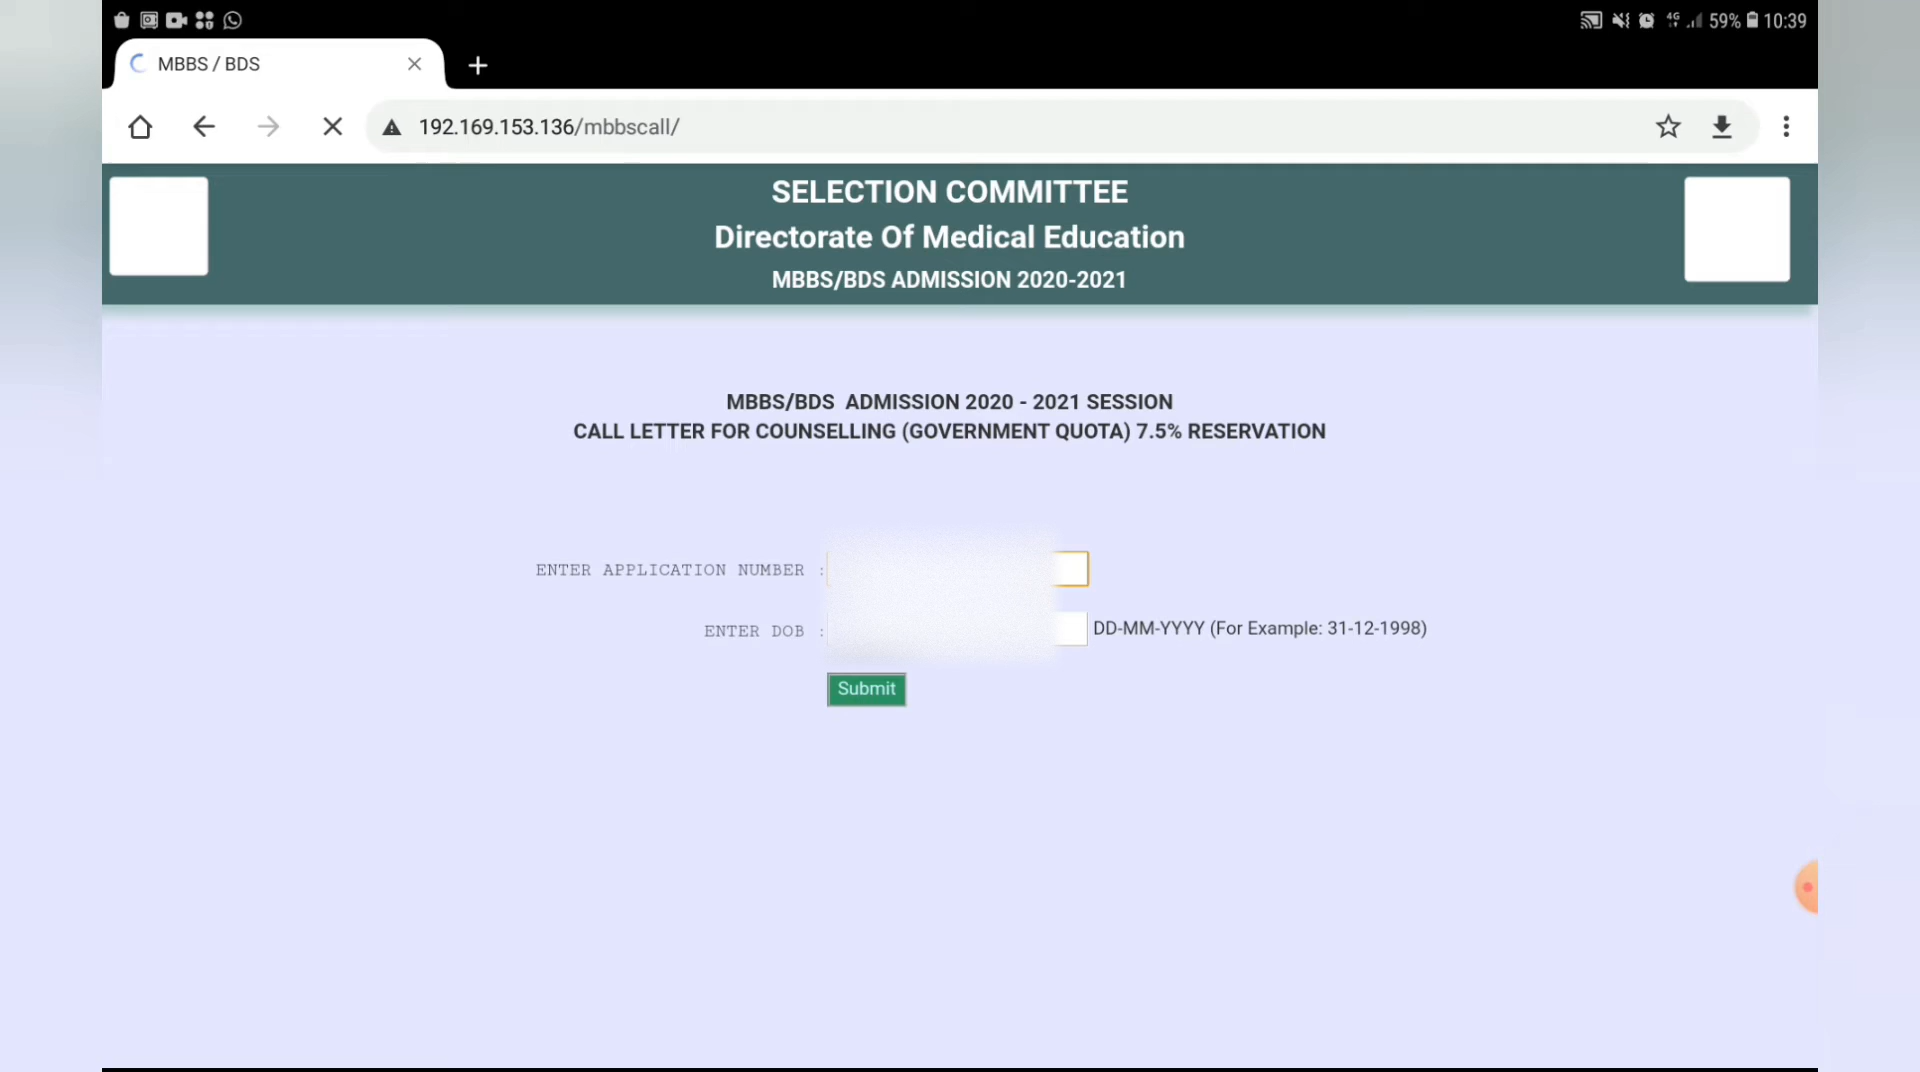 4G 59% 10:39
MBBS / BDS
192.169.153.136/mbbscall/
SELECTION COMMITTEE
Directorate Of Medical Education
MBBS/BDS ADMISSION 2020-2021
MBBS/BDS ADMISSION 2020 - 2021 SESSION
CALL LETTER FOR COUNSELLING (GOVERNMENT QUOTA) 7.5% RESERVATION
ENTER APPLICATION NUMBER :
ENTER DOB : DD-MM-YYYY (For Example: 31-12-1998)
Submit